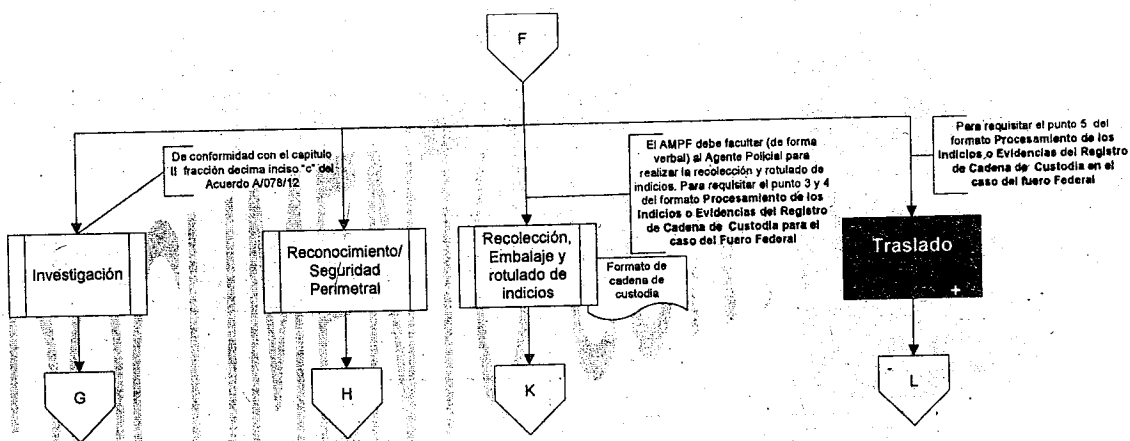 F
De conformidad con el capitulo
II fracción decima inciso "c" del
Acuerdo A/078/12
El AMPF debe facultar (de forma
verbal) al Agente Policial para
realizar la recolección y rotulado de
indicios. Para requisitar el punto 3 y 4
del formato Procesamiento de los
Indicios o Evidencias del Registro
de Cadena de Custodia para el
caso del Fuero Federal
Para requisitar el punto 5 del
formato Procesamiento de los
Indicios o Evidencias del Registro
de Cadena de Custodia en el
caso del fuero Federal
Investigación
Reconocimiento/
Seguridad
Perimetral
Recolección,
Embalaje y
rotulado de
indicios
Formato de
cadena de
custodia
Traslado
+
G
H
K
L